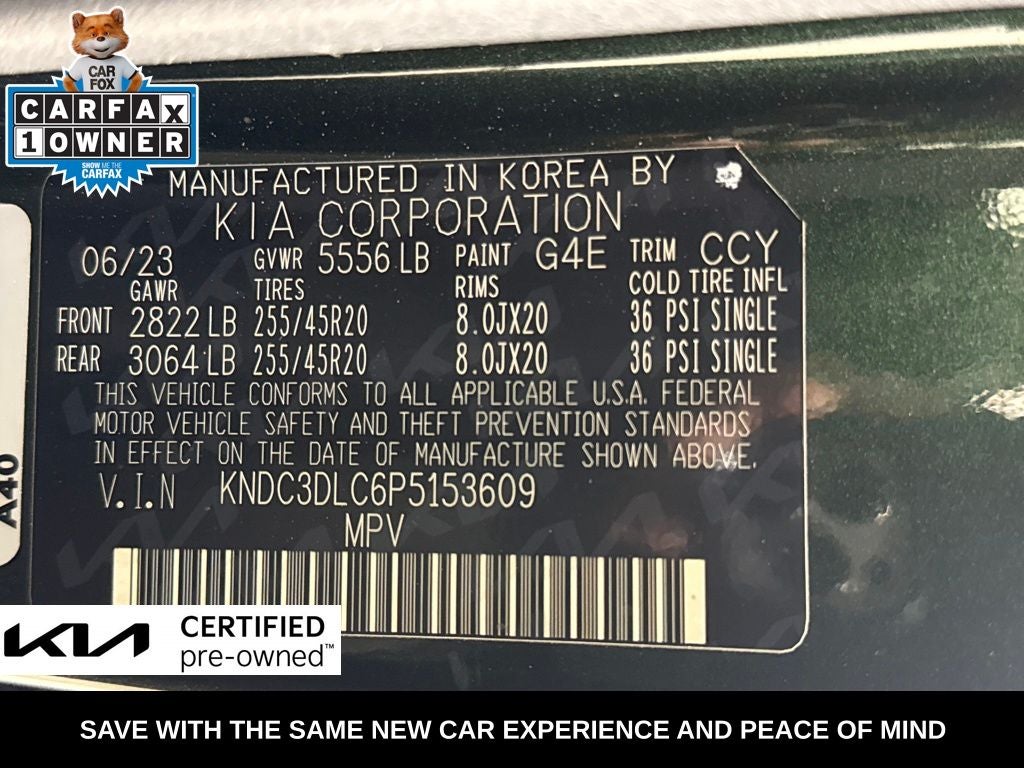 CAR
FOX
CARFAX
1 OWNER
SHOW ME THE
CARFAX
MANUFACTURED IN KOREA BY
KIA CORPORATION
06/23 GVWR 5556 LB PAINT G4E TRIM CCY
GAWR TIRES RIMS COLD TIRE INFL
FRONT 2822 LB 255/45R20 8.0JX20 36 PSI SINGLE
REAR 3064 LB 255/45R20 8.0JX20 36 PSI SINGLE
THIS VEHICLE CONFORMS TO ALL APPLICABLE U.S.A. FEDERAL
MOTOR VEHICLE SAFETY AND THEFT PREVENTION STANDARDS
IN EFFECT ON THE DATE OF MANUFACTURE SHOWN ABOVE.
V.I.N KNDC3DLC6P5153609
MPV
A40
KIA CERTIFIED
pre-owned™
SAVE WITH THE SAME NEW CAR EXPERIENCE AND PEACE OF MIND